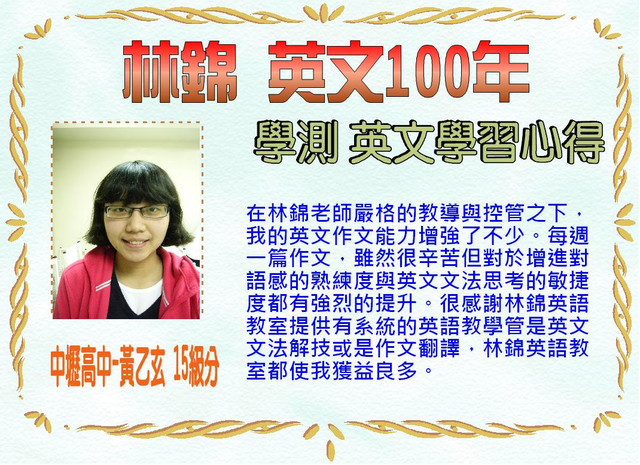 林錦 英文100年
學測 英文學習心得
在林錦老師嚴格的教導與控管之下，
我的英文作文能力增強了不少。每週
一篇作文，雖然很辛苦但對於增進對
語感的熟練度與英文文法思考的敏捷
度都有強烈的提升。很感謝林錦英語
教室提供有系統的英語教學管是英文
文法解技或是作文翻譯，林錦英語教
室都使我獲益良多。
中壢高中-黃乙玄 15級分